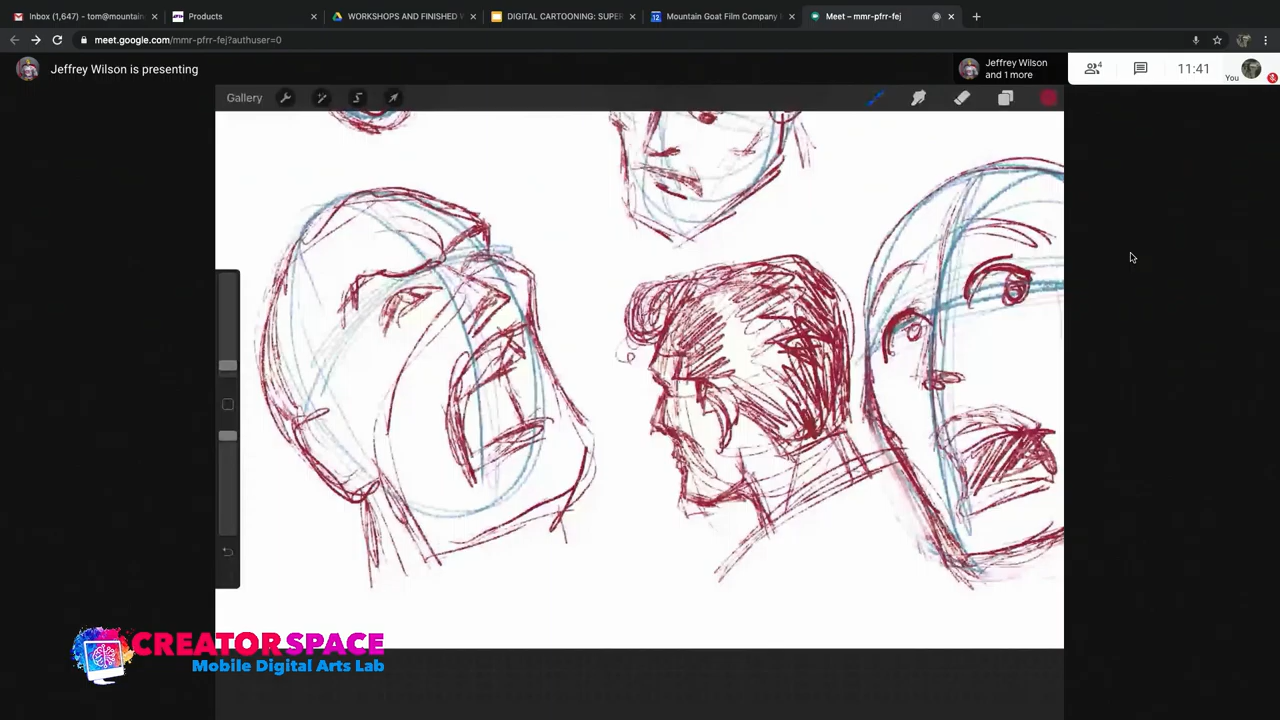 Inbox (1,647) - tom@mountain
Products
WORKSHOPS AND FINISHED
DIGITAL CARTOONING: SUPER
12
Mountain Goat Film Company
Meet – mmr-pfrr-fej
meet.google.com/mmr-pfrr-fej?authuser=0
Jeffrey Wilson is presenting
Jeffrey Wilson
and 1 more
4
11:41
You
Gallery
CREATORSPACE
Mobile Digital Arts Lab